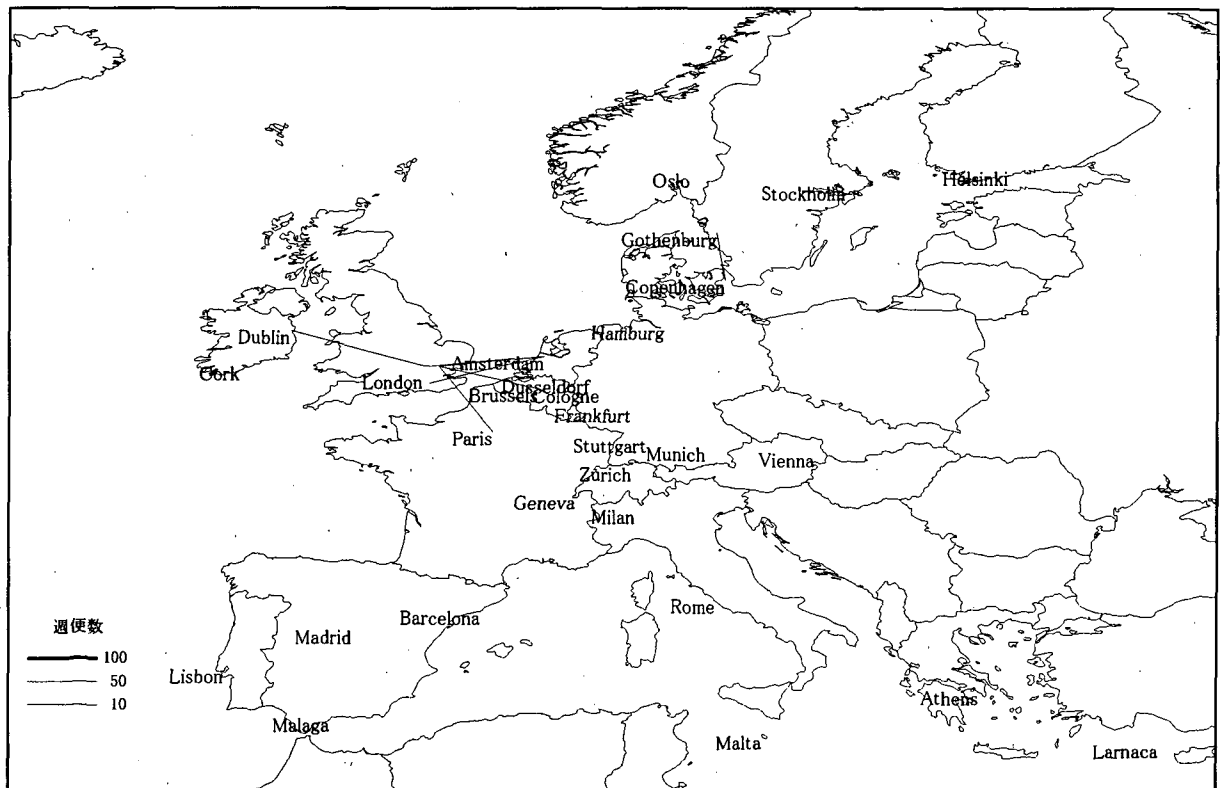 Oslo
Stockholm
Helsinki
Gothenburg
Copenhagen
Hamburg
Dublin
Amsterdam
Cork
London
Dusseldorf
Brussels
Cologne
Frankfurt
Paris
Stuttgart
Munich
Vienna
Zurich
Geneva
Milan
Rome
Barcelona
Madrid
週便数
100
50
10
Lisbon
Malaga
Athens
Malta
Larnaca